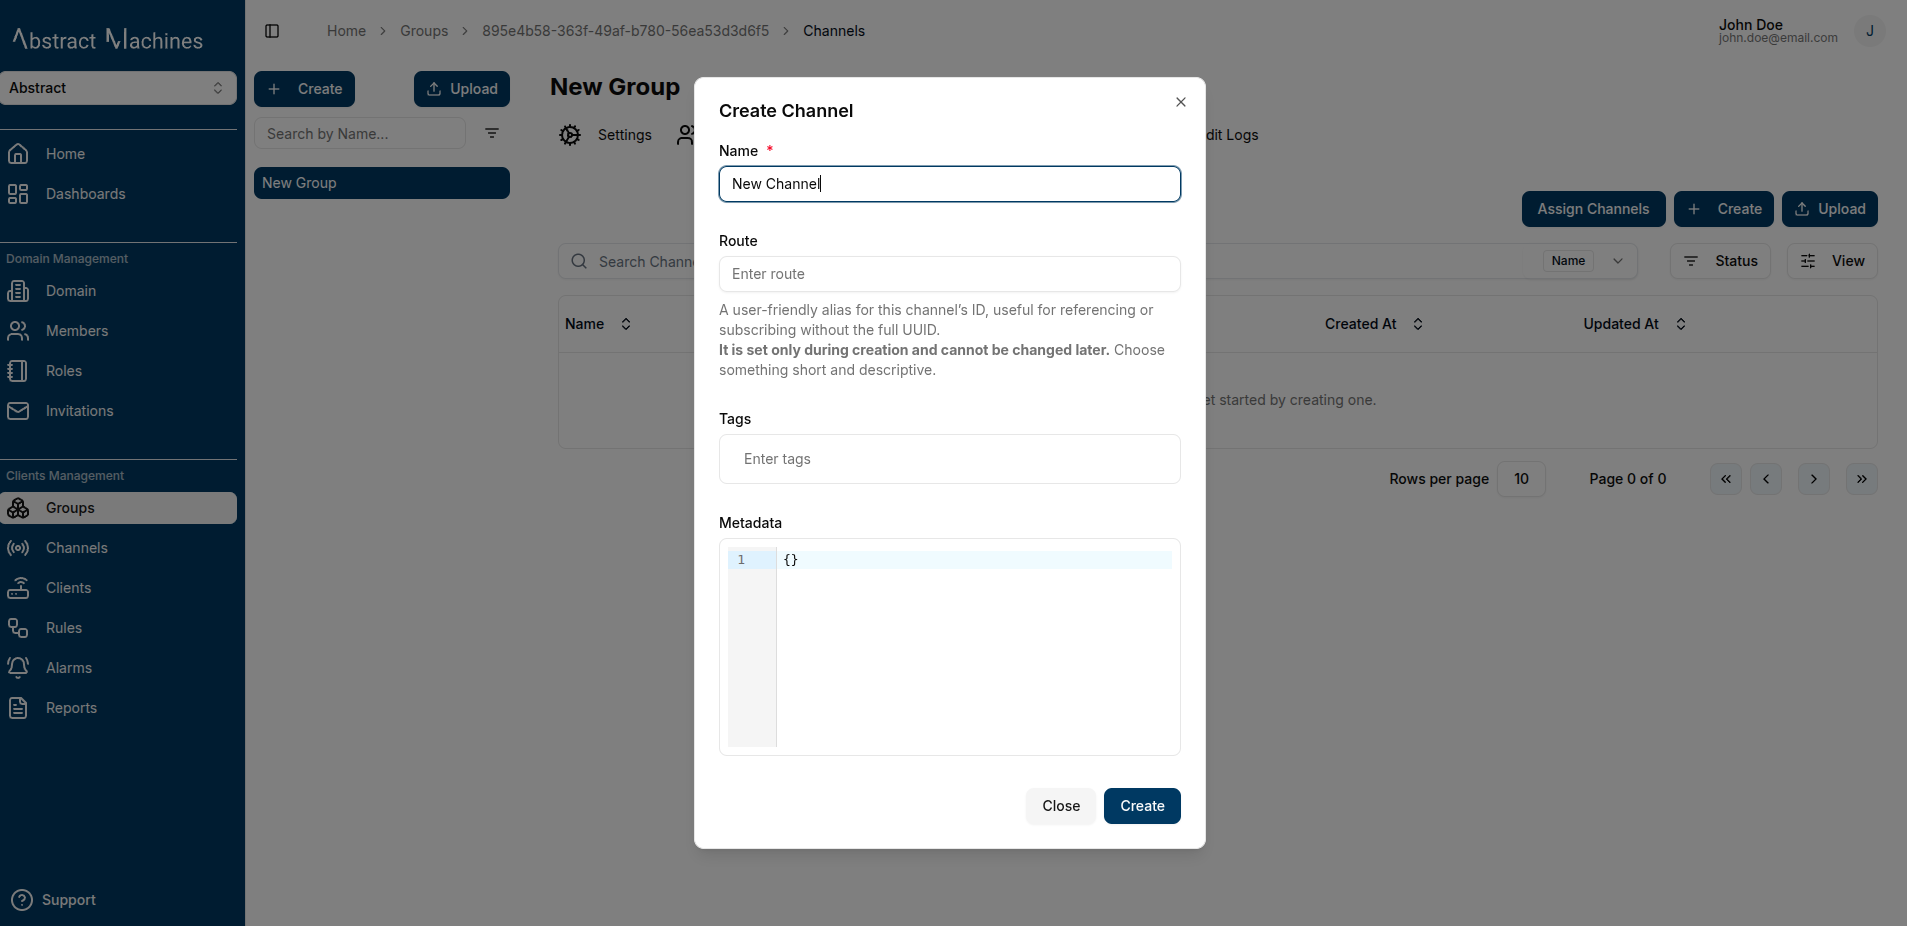 Abstract Machines
Abstract
Home
Dashboards
Domain Management
Domain
Members
Roles
Invitations
Clients Management
Groups
Channels
Clients
Rules
Alarms
Reports
Support
Home > Groups > 895e4b58-363f-49af-b780-56ea53d3d6f5 > Channels
John Doe
john.doe@email.com
J
Create
Upload
Search by Name...
New Group
New Group
Settings
dit Logs
Assign Channels
Create
Upload
Search Chann
Name
Status
View
Name
Created At
Updated At
et started by creating one.
Rows per page
10
Page 0 of 0
Create Channel
Name *
New Channel
Route
Enter route
A user-friendly alias for this channel’s ID, useful for referencing or
subscribing without the full UUID.
It is set only during creation and cannot be changed later. Choose
something short and descriptive.
Tags
Enter tags
Metadata
1 {}
Close
Create